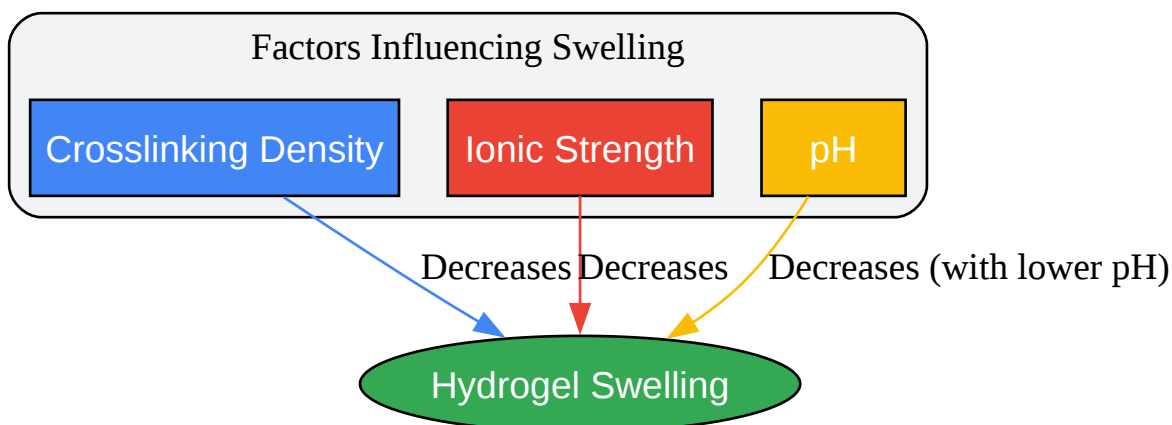 Factors Influencing Swelling
Crosslinking Density
Ionic Strength
pH
Decreases
Decreases
Decreases (with lower pH)
Hydrogel Swelling